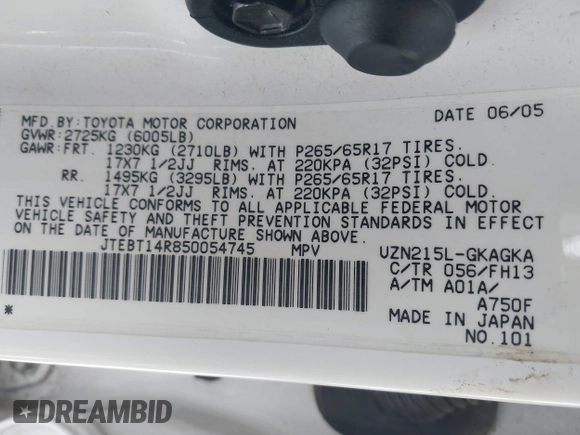 MFD. BY: TOYOTA MOTOR CORPORATION DATE 06/05
GVWR: 2725KG (6005LB)
GAWR: FRT. 1230KG (2710LB) WITH P265/65R17 TIRES.
17X7 1/2JJ RIMS. AT 220KPA (32PSI) COLD.
RR. 1495KG (3295LB) WITH P265/65R17 TIRES.
17X7 1/2JJ RIMS. AT 220KPA (32PSI) COLD.
THIS VEHICLE CONFORMS TO ALL APPLICABLE FEDERAL MOTOR
VEHICLE SAFETY AND THEFT PREVENTION STANDARDS IN EFFECT
ON THE DATE OF MANUFACTURE SHOWN ABOVE.
JTEBT14R850054745 MPV UZN215L-GKAGKA
C/TR 056/FH13
A/TM A01A/
A750F
MADE IN JAPAN
* NO.101
DREAMBID